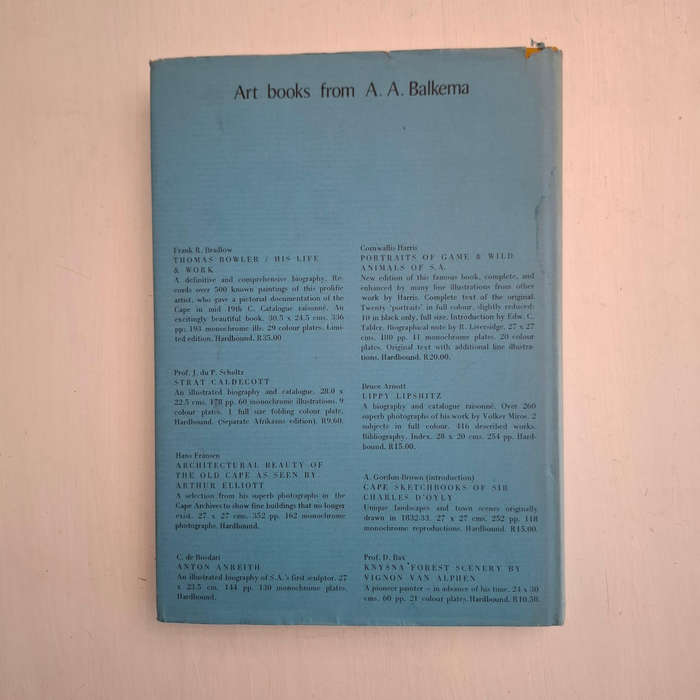 Art books from A. A. Balkema
Frank R. Bradlow
THOMAS BOWLER / HIS LIFE
& WORK
A definitive and comprehensive biography. Re-
cords over 500 known paintings of this prolific
artist, who gave a pictorial documentation of the
Cape in mid 19th C. Catalogue raisonné. An
excitingly beautiful book. 30.5 x 24.5 cms. 336
pp. 193 monochrome ills. 29 colour plates. Limi-
ted edition. Hardbound. R35.00
Prof. J. du P. Scholtz
STRAT CALDECOTT
An illustrated biography and catalogue. 28.0 x
22.5 cms. 178 pp. 60 monochrome illustrations. 9
colour plates. 1 full size folding colour plate.
Hardbound. (Separate Afrikaans edition). R9.60.
Hans Fransen
ARCHITECTURAL BEAUTY OF
THE OLD CAPE AS SEEN BY
ARTHUR ELLIOTT
A selection from his superb photographs in the
Cape Archives to show fine buildings that no longer
exist. 27 x 27 cms. 352 pp. 162 monochrome
photographs. Hardbound.
C. de Bosdari
ANTON ANREITH
An illustrated biography of S.A.'s first sculptor. 27
x 23.5 cm. 144 pp. 130 monochrome plates.
Hardbound.
Cornwallis Harris
PORTRAITS OF GAME & WILD
ANIMALS OF S.A.
New edition of this famous book, complete, and
enhanced by many line illustrations from other
work by Harris. Complete text of the original.
Twenty 'portraits' in full colour, slightly reduced;
10 in black only, full size. Introduction by Edw. C.
Tabler. Biographical note by R. Liversidge. 27 x 27
cms. 180 pp. 11 monochrome plates. 20 colour
plates. Original text with additional line illustra-
tions. Hardbound. R20.00.
Bruce Arnott
LIPPY LIPSHITZ
A biography and catalogue raisonné. Over 260
superb photographs of his work by Volker Miros. 2
subjects in full colour. 416 described works.
Bibliography. Index. 28 x 20 cms. 254 pp. Hard-
bound. R15.00.
A. Gordon-Brown (introduction)
CAPE SKETCHBOOKS OF SIR
CHARLES D'OYLY
Unique landscapes and town scenes originally
drawn in 1832-33. 27 x 27 cms. 252 pp. 118
monochrome reproductions. Hardbound. R15.00.
Prof. D. Bax
KNYSNA FOREST SCENERY BY
VIGNON VAN ALPHEN
A pioneer painter – in advance of his time. 24 x 30
cms. 60 pp. 21 colour plates. Hardbound. R10.50.